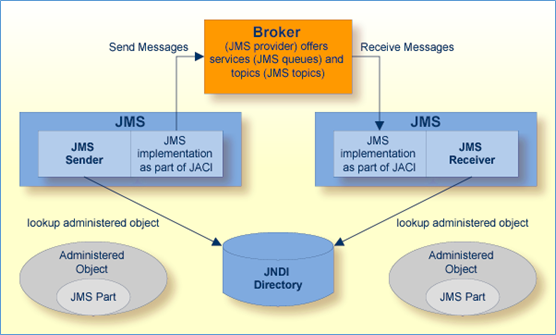 Broker
(JMS provider) offers
services (JMS queues) and
topics (JMS topics)
Send Messages
Receive Messages
JMS
JMS
Sender
JMS
implementation
as part of JACI
JMS
JMS
implementation
as part of JACI
JMS
Receiver
lookup administered object
lookup administered object
Administered
Object
JMS Part
JNDI
Directory
Administered
Object
JMS Part